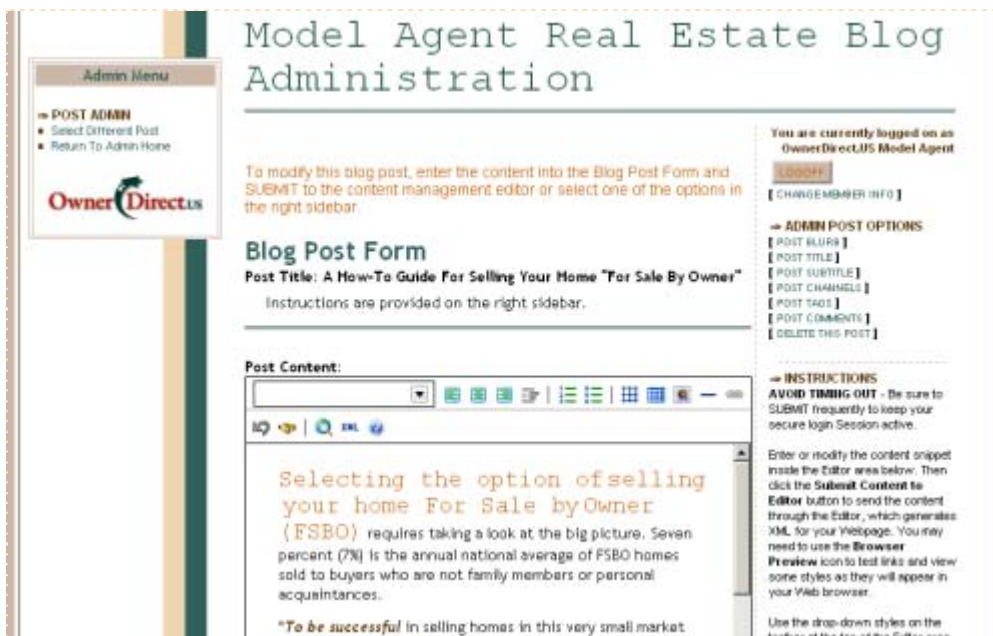 Model Agent Real Estate Blog
Administration
Admin Menu
POST ADMIN
Select Different Post
Return To Admin Home
OwnerDirect.US
To modify this blog post, enter the content into the Blog Post Form and
SUBMIT to the content management editor or select one of the options in
the right sidebar.
Blog Post Form
Post Title: A How-To Guide For Selling Your Home "For Sale By Owner"
Instructions are provided on the right sidebar.
Post Content:
XML
Selecting the option of selling
your home For Sale by Owner
(FSBO) requires taking a look at the big picture. Seven
percent (7%) is the annual national average of FSBO homes
sold to buyers who are not family members or personal
acquaintances.
"To be successful in selling homes in this very small market
You are currently logged on as
OwnerDirect.US Model Agent
LOGOFF
[ CHANGE MEMBER INFO ]
ADMIN POST OPTIONS
[ POST BLURB ]
[ POST TITLE ]
[ POST SUBTITLE ]
[ POST CHANNELS ]
[ POST TAGS ]
[ POST COMMENTS ]
[ DELETE THIS POST ]
INSTRUCTIONS
AVOID TIMING OUT - Be sure to
SUBMIT frequently to keep your
secure login Session active.
Enter or modify the content snippet
inside the Editor area below. Then
click the Submit Content to
Editor button to send the content
through the Editor, which generates
XML for your Webpage. You may
need to use the Browser
Preview icon to test links and view
some styles as they will appear in
your Web browser.
Use the drop-down styles on the
toolbar at the top of the Editor area